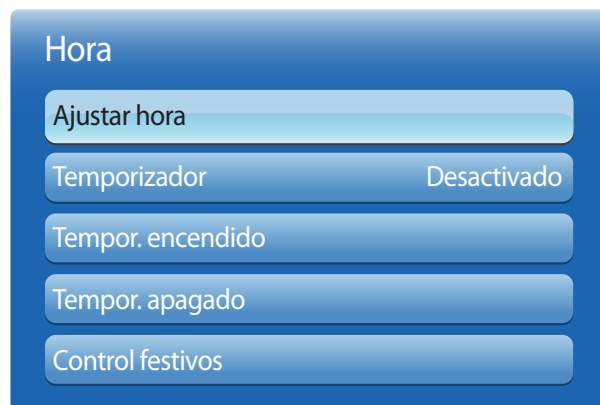 Hora
Ajustar hora
Temporizador Desactivado
Tempor. encendido
Tempor. apagado
Control festivos